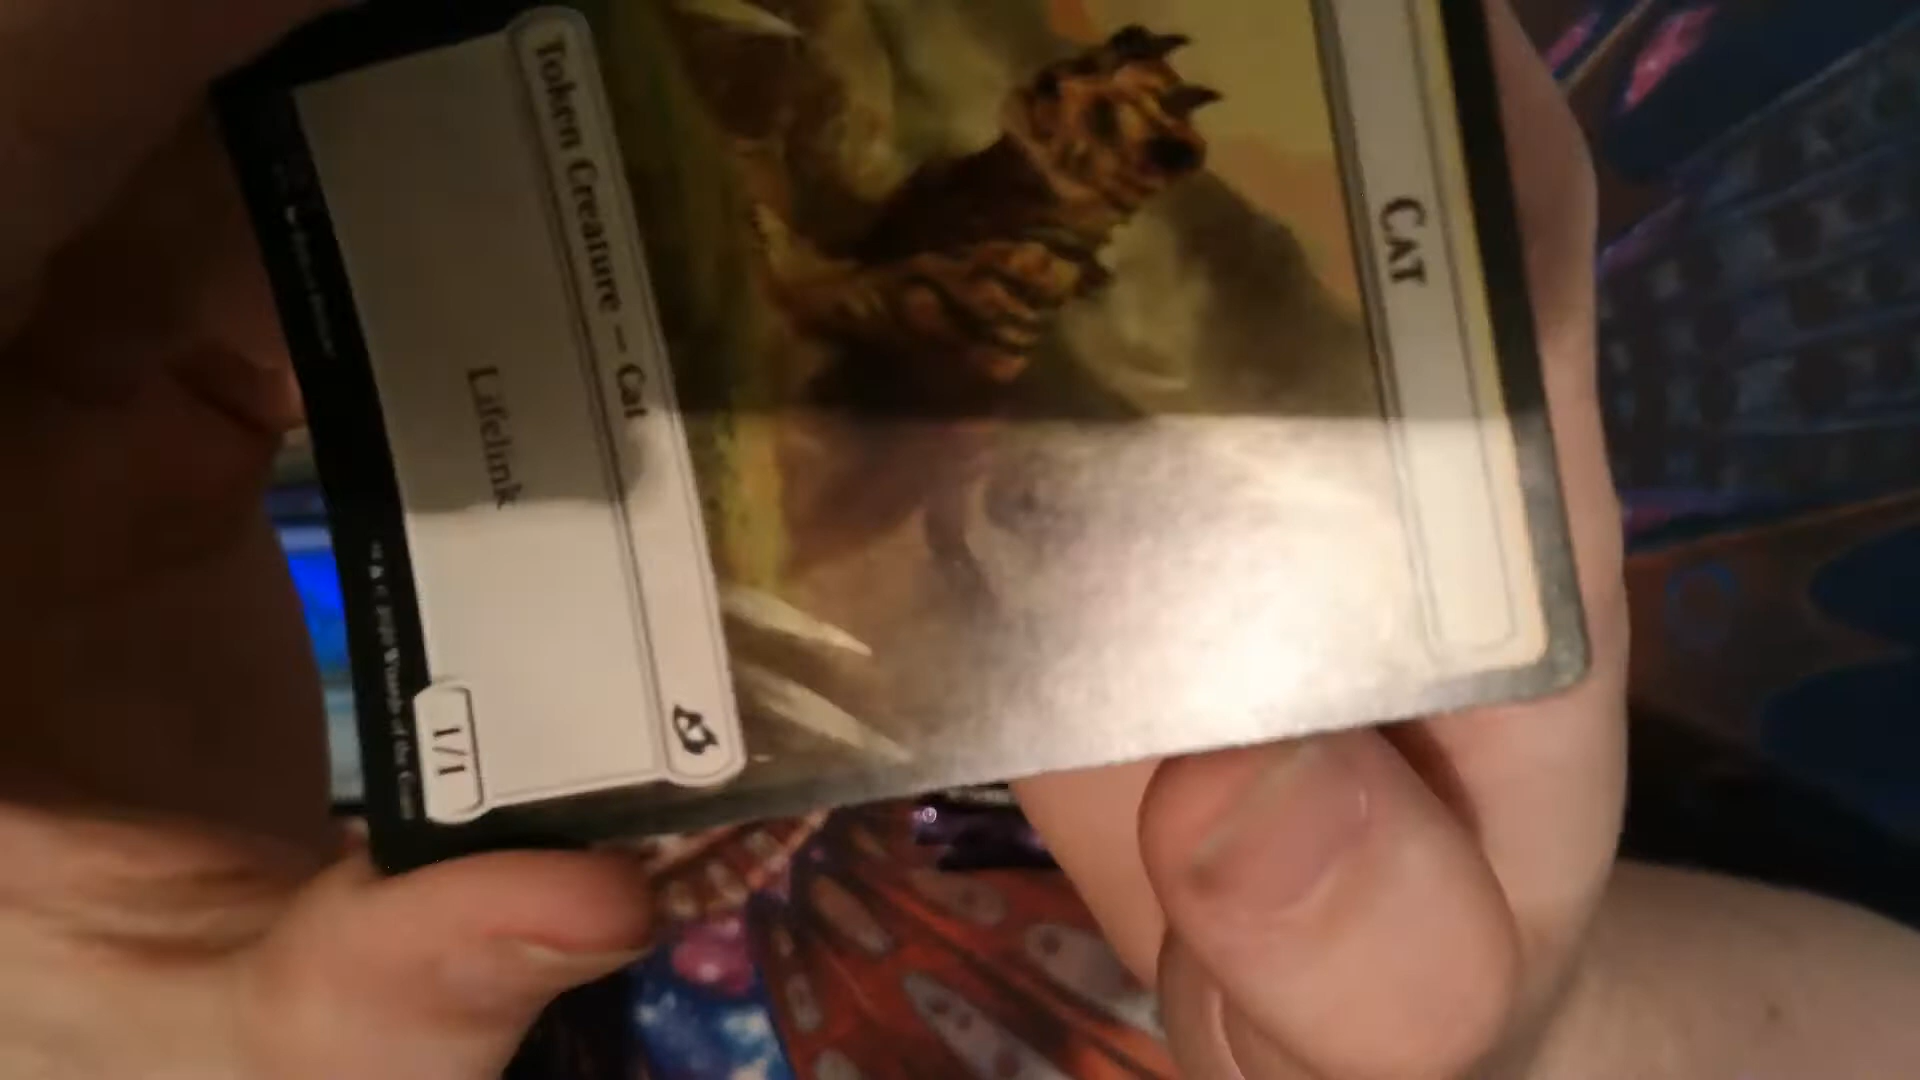 CAT
Token Creature – Cat
Lifelink
1/1